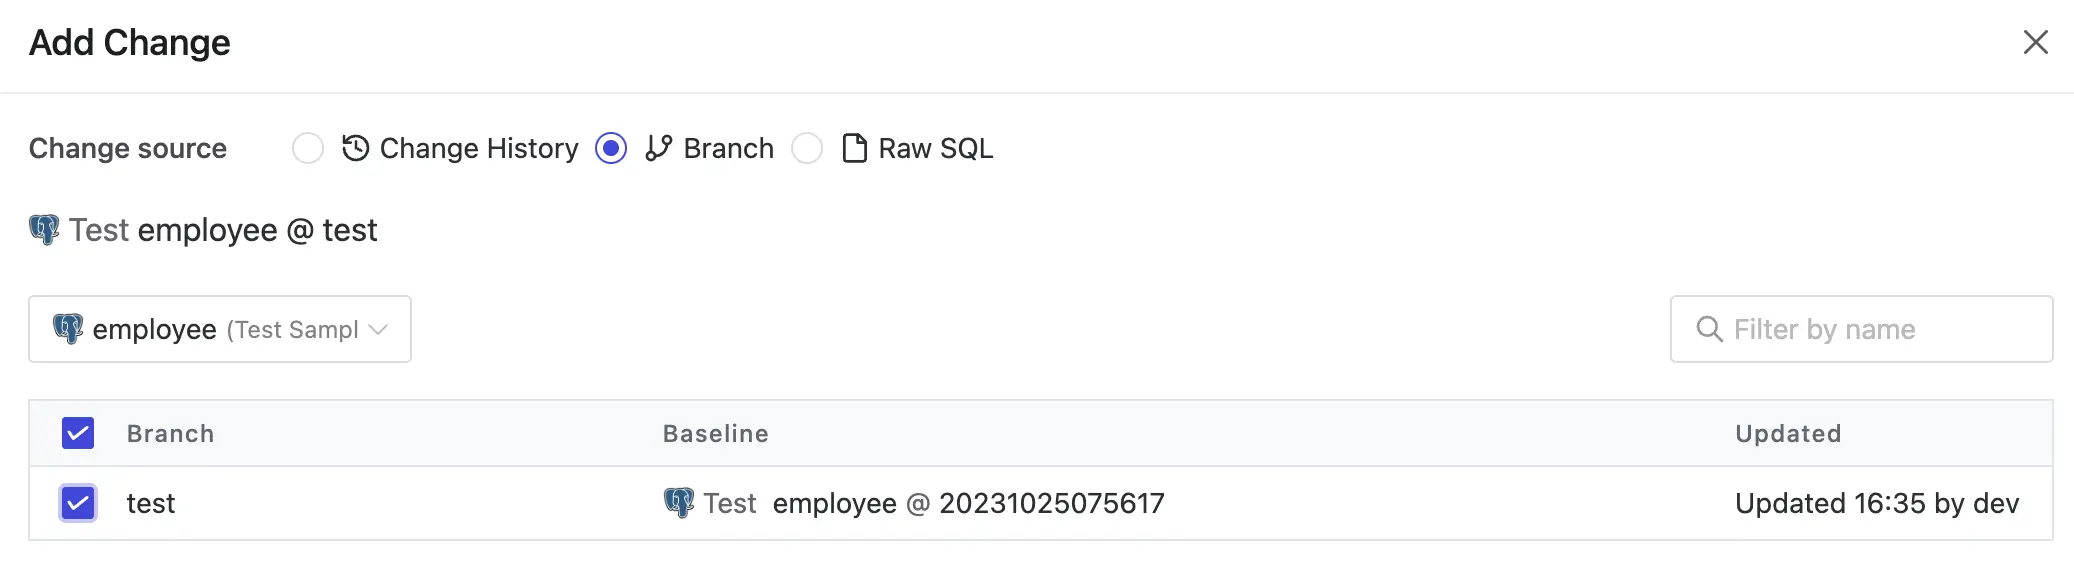 Add Change
Change source Change History Branch Raw SQL
Test employee @ test
employee (Test Sampl Filter by name
Branch Baseline Updated
test Test employee @ 20231025075617 Updated 16:35 by dev